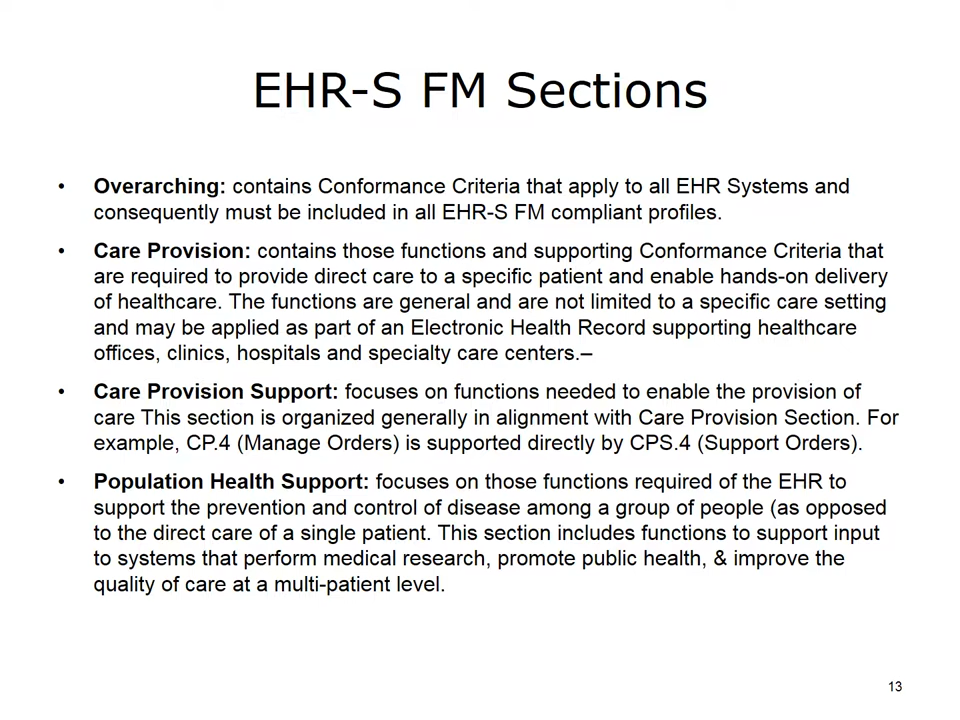 EHR-S FM Sections
• Overarching: contains Conformance Criteria that apply to all EHR Systems and
consequently must be included in all EHR-S FM compliant profiles.
• Care Provision: contains those functions and supporting Conformance Criteria that
are required to provide direct care to a specific patient and enable hands-on delivery
of healthcare. The functions are general and are not limited to a specific care setting
and may be applied as part of an Electronic Health Record supporting healthcare
offices, clinics, hospitals and specialty care centers.–
• Care Provision Support: focuses on functions needed to enable the provision of
care This section is organized generally in alignment with Care Provision Section. For
example, CP.4 (Manage Orders) is supported directly by CPS.4 (Support Orders).
• Population Health Support: focuses on those functions required of the EHR to
support the prevention and control of disease among a group of people (as opposed
to the direct care of a single patient. This section includes functions to support input
to systems that perform medical research, promote public health, & improve the
quality of care at a multi-patient level.
13